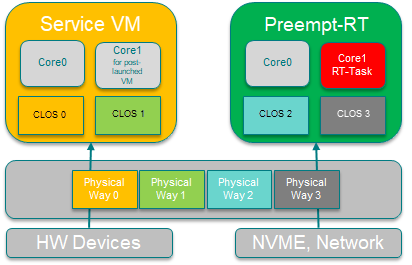 Service VM
Preempt-RT
Core0
Core1
for post-
launched
VM
Core0
Core1
RT-Task
CLOS 0
CLOS 1
CLOS 2
CLOS 3
Physical
Way 0
Physical
Way 1
Physical
Way 2
Physical
Way 3
HW Devices
NVME, Network